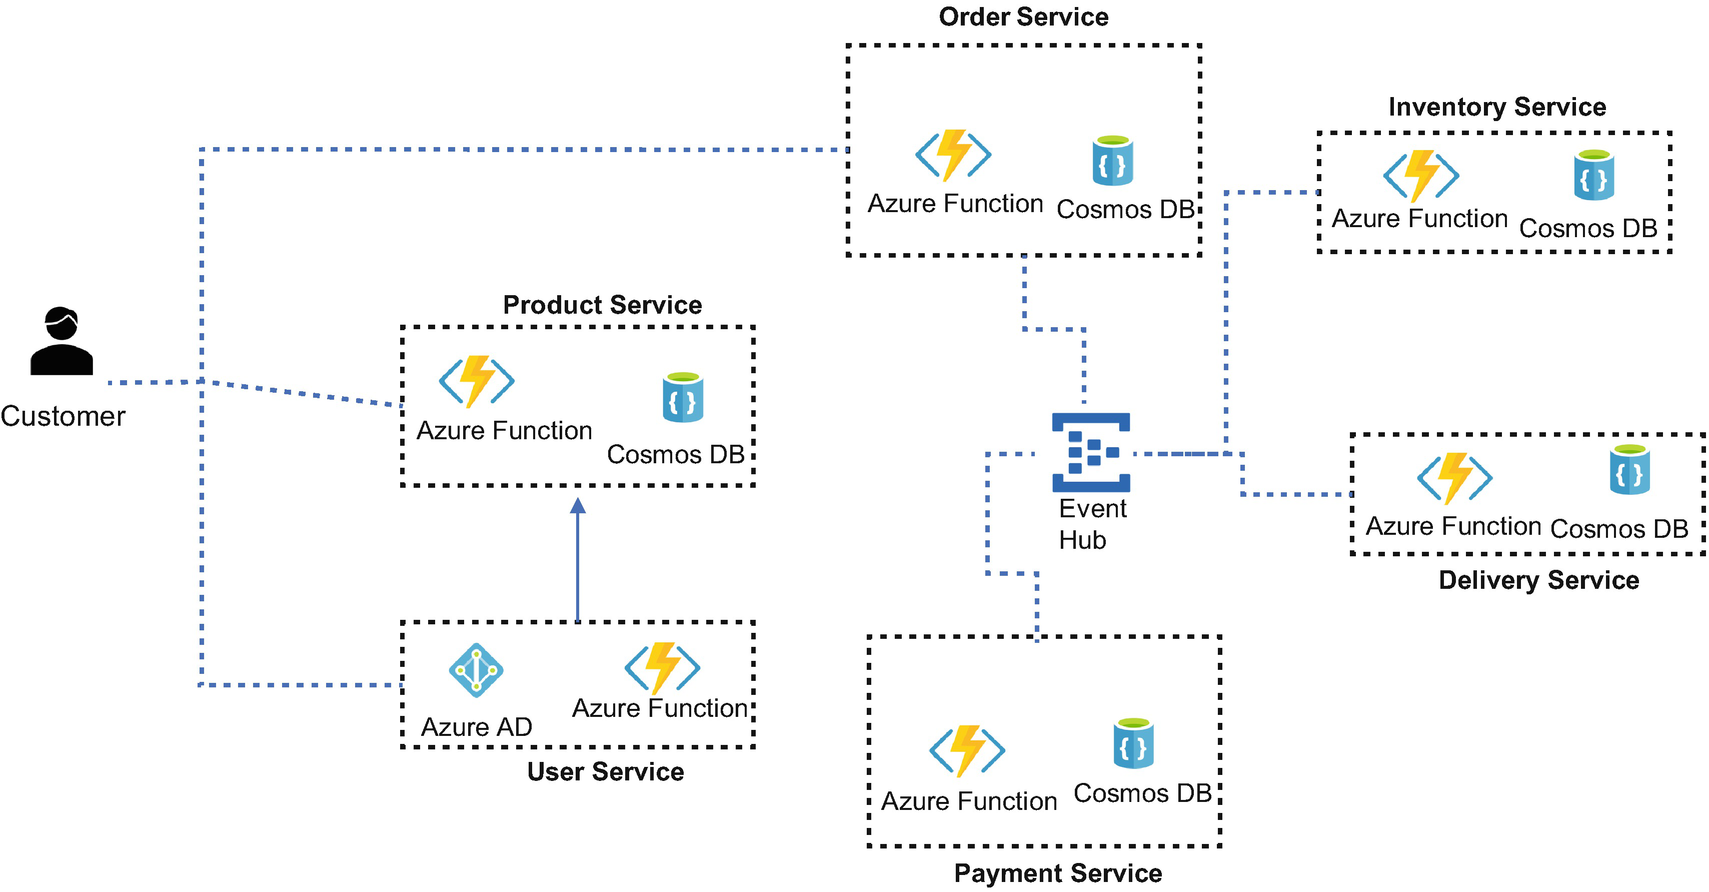 Order Service
Azure Function
Cosmos DB
Inventory Service
Azure Function
Cosmos DB
Customer
Product Service
Azure Function
Cosmos DB
Event
Hub
Azure Function
Cosmos DB
Delivery Service
Azure AD
Azure Function
User Service
Azure Function
Cosmos DB
Payment Service